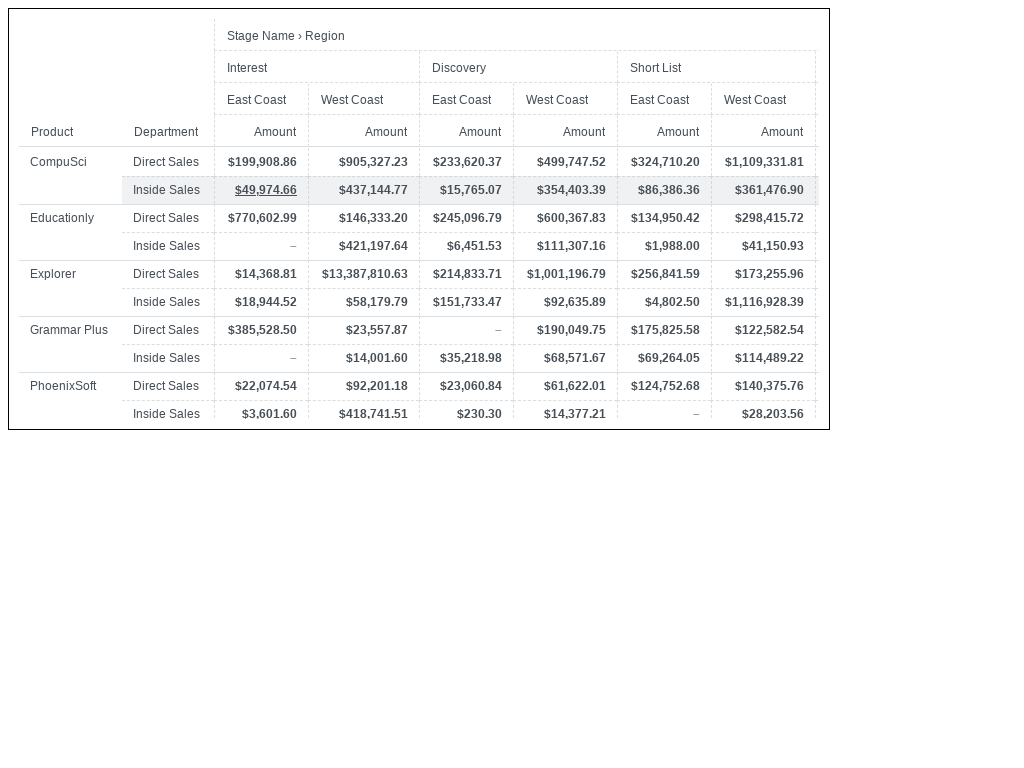 Stage Name › Region
Interest Discovery Short List
East Coast West Coast East Coast West Coast East Coast West Coast
Product Department Amount Amount Amount Amount Amount Amount
CompuSci Direct Sales $199,908.86 $905,327.23 $233,620.37 $499,747.52 $324,710.20 $1,109,331.81
Inside Sales $49,974.66 $437,144.77 $15,765.07 $354,403.39 $86,386.36 $361,476.90
Educationly Direct Sales $770,602.99 $146,333.20 $245,096.79 $600,367.83 $134,950.42 $298,415.72
Inside Sales – $421,197.64 $6,451.53 $111,307.16 $1,988.00 $41,150.93
Explorer Direct Sales $14,368.81 $13,387,810.63 $214,833.71 $1,001,196.79 $256,841.59 $173,255.96
Inside Sales $18,944.52 $58,179.79 $151,733.47 $92,635.89 $4,802.50 $1,116,928.39
Grammar Plus Direct Sales $385,528.50 $23,557.87 – $190,049.75 $175,825.58 $122,582.54
Inside Sales – $14,001.60 $35,218.98 $68,571.67 $69,264.05 $114,489.22
PhoenixSoft Direct Sales $22,074.54 $92,201.18 $23,060.84 $61,622.01 $124,752.68 $140,375.76
Inside Sales $3,601.60 $418,741.51 $230.30 $14,377.21 – $28,203.56